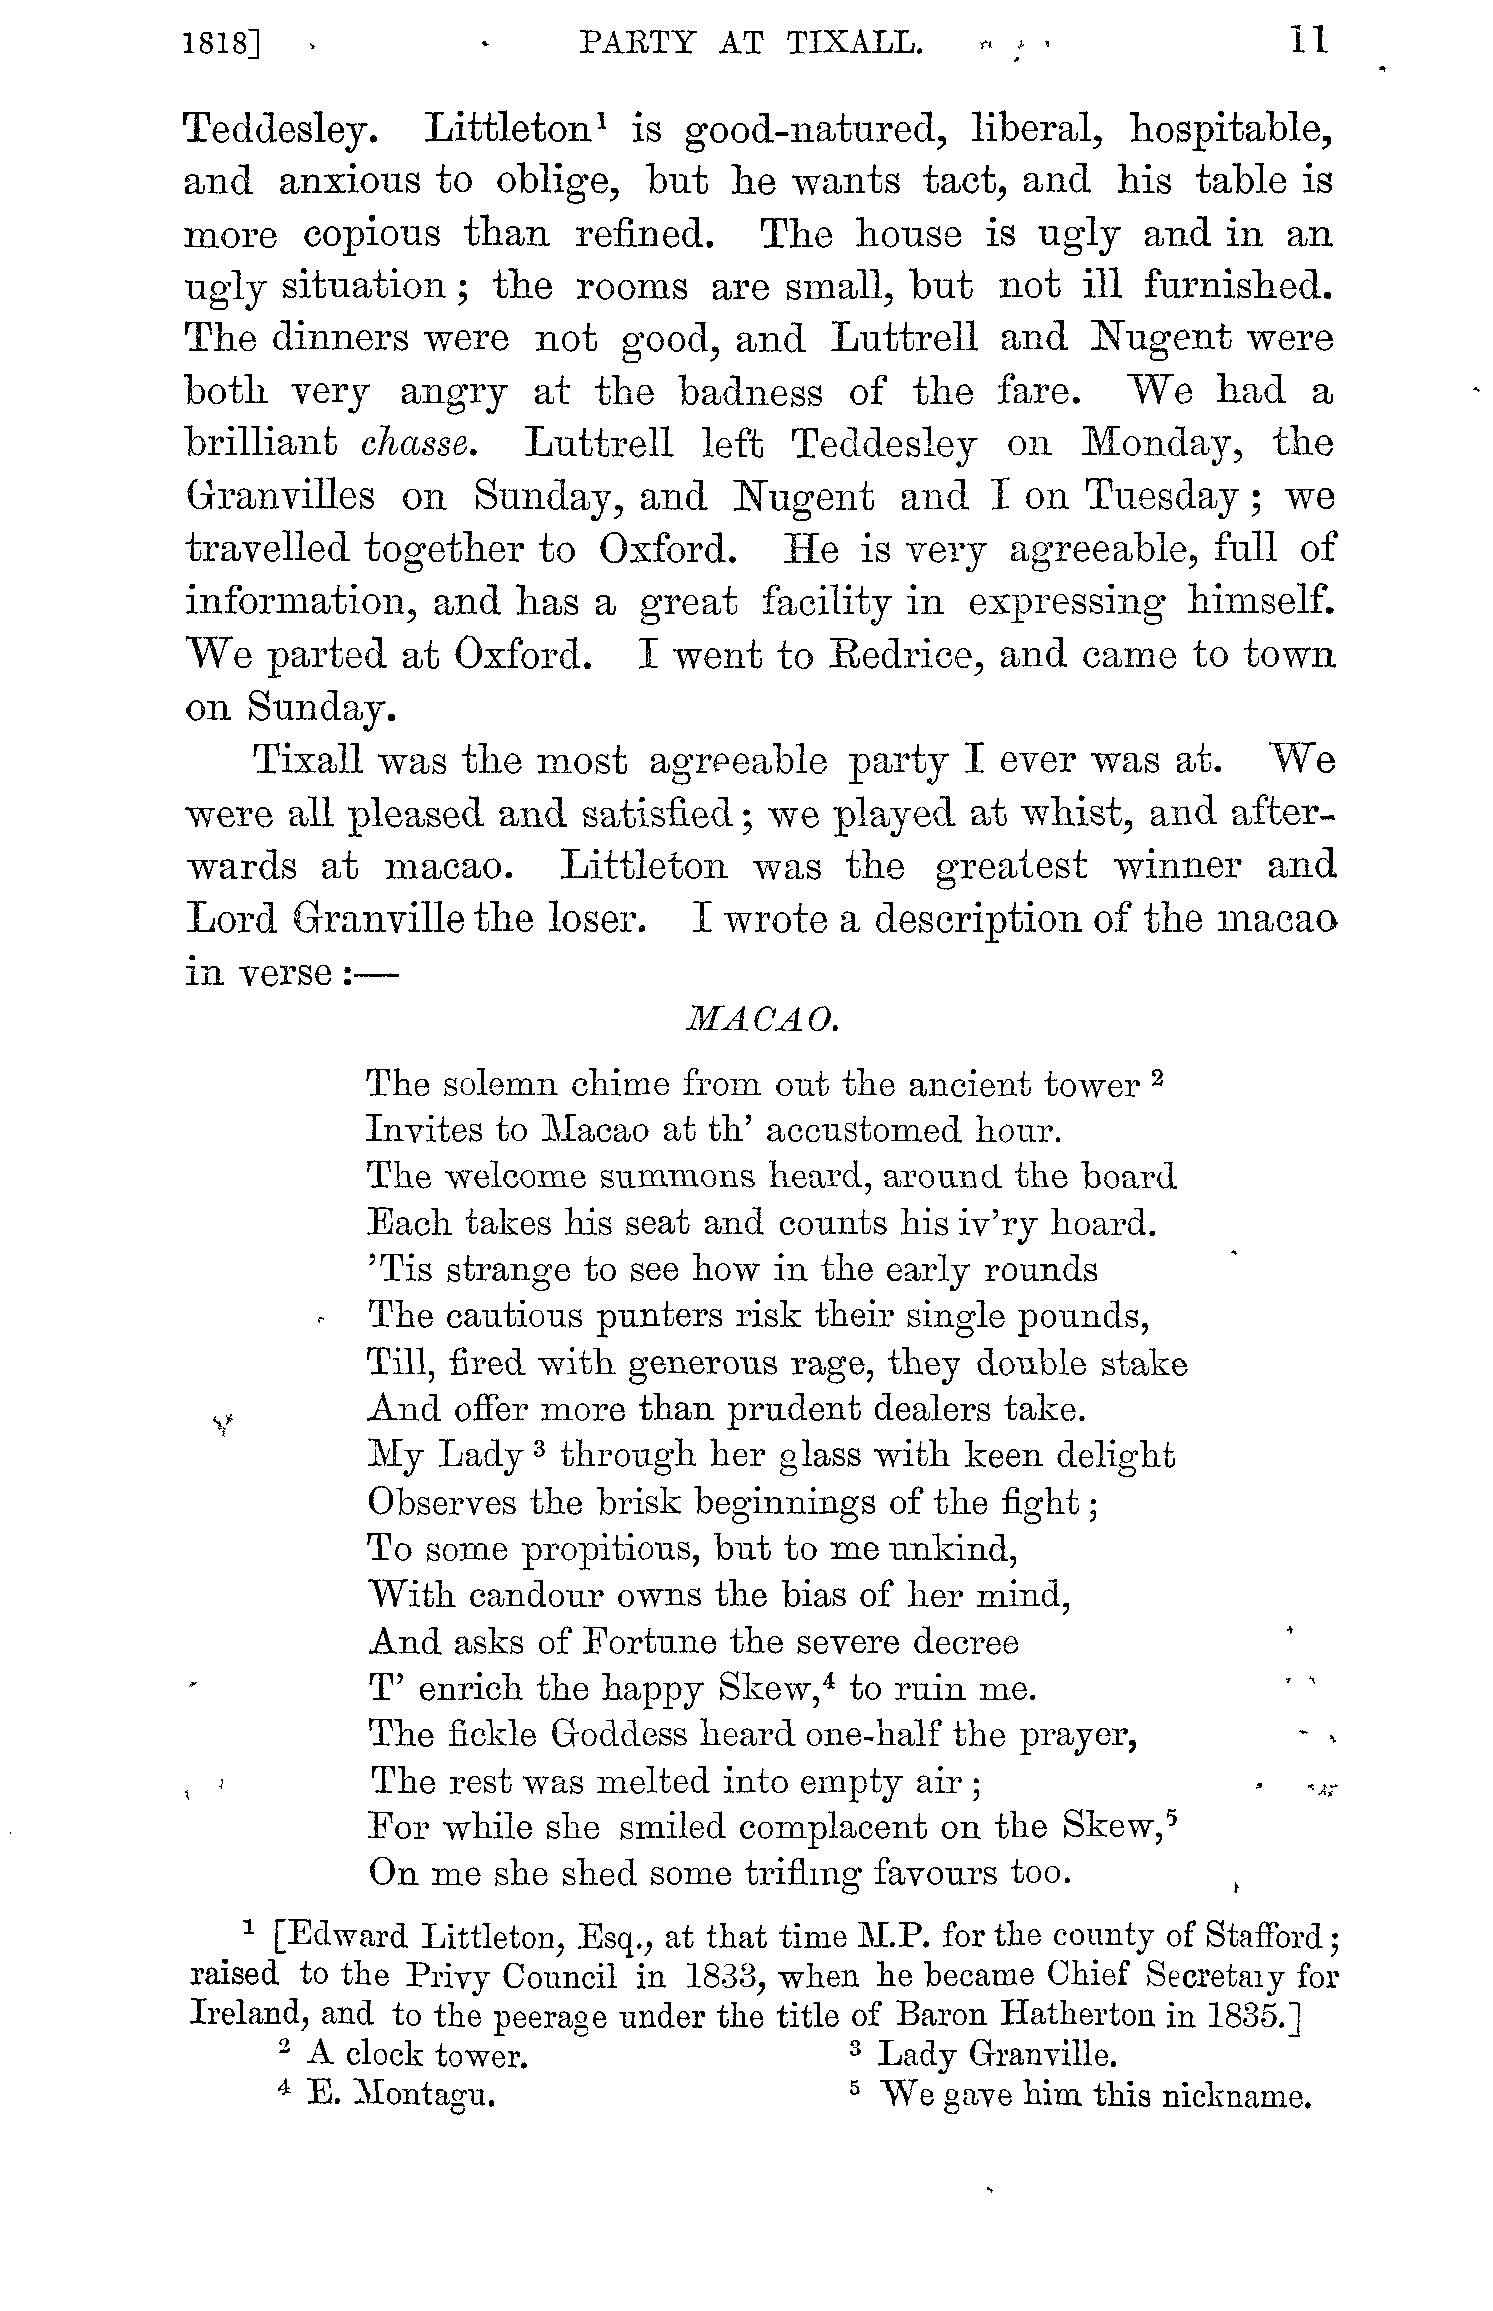 1818] PARTY AT TIXALL. 11
Teddesley. Littleton¹ is good-natured, liberal, hospitable,
and anxious to oblige, but he wants tact, and his table is
more copious than refined. The house is ugly and in an
ugly situation; the rooms are small, but not ill furnished.
The dinners were not good, and Luttrell and Nugent were
both very angry at the badness of the fare. We had a
brilliant chasse. Luttrell left Teddesley on Monday, the
Granvilles on Sunday, and Nugent and I on Tuesday; we
travelled together to Oxford. He is very agreeable, full of
information, and has a great facility in expressing himself.
We parted at Oxford. I went to Redrice, and came to town
on Sunday.
Tixall was the most agreeable party I ever was at. We
were all pleased and satisfied; we played at whist, and after-
wards at macao. Littleton was the greatest winner and
Lord Granville the loser. I wrote a description of the macao
in verse:—
MACAO.
The solemn chime from out the ancient tower ²
Invites to Macao at th' accustomed hour.
The welcome summons heard, around the board
Each takes his seat and counts his iv'ry hoard.
'Tis strange to see how in the early rounds
The cautious punters risk their single pounds,
Till, fired with generous rage, they double stake
And offer more than prudent dealers take.
My Lady ³ through her glass with keen delight
Observes the brisk beginnings of the fight;
To some propitious, but to me unkind,
With candour owns the bias of her mind,
And asks of Fortune the severe decree
T' enrich the happy Skew,⁴ to ruin me.
The fickle Goddess heard one-half the prayer,
The rest was melted into empty air;
For while she smiled complacent on the Skew,⁵
On me she shed some trifling favours too.
¹ [Edward Littleton, Esq., at that time M.P. for the county of Stafford;
raised to the Privy Council in 1833, when he became Chief Secretary for
Ireland, and to the peerage under the title of Baron Hatherton in 1835.]
² A clock tower. ³ Lady Granville.
⁴ E. Montagu. ⁵ We gave him this nickname.